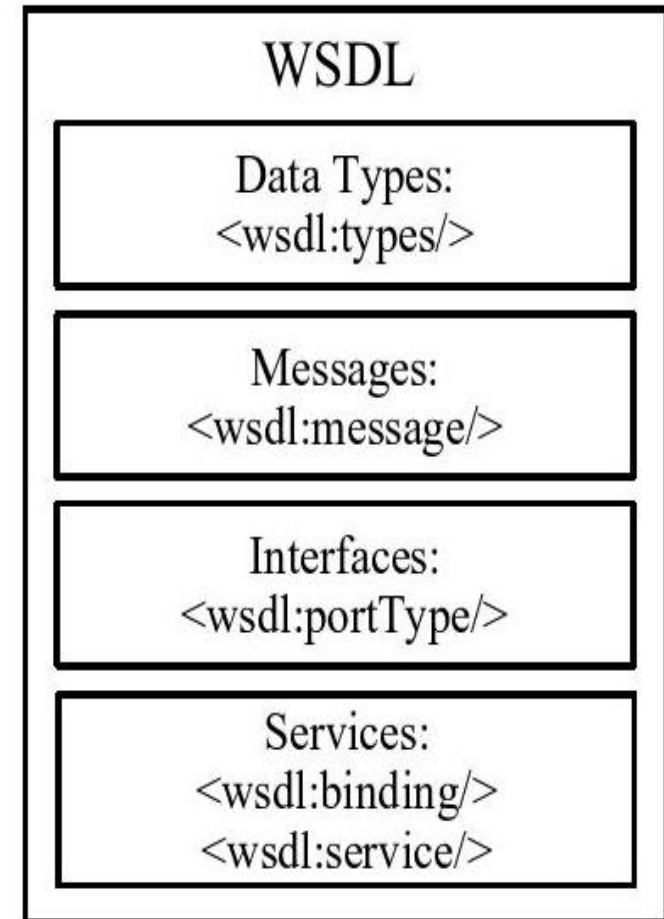 WSDL
Data Types:
<wsdl:types/>
Messages:
<wsdl:message/>
Interfaces:
<wsdl:portType/>
Services:
<wsdl:binding/>
<wsdl:service/>